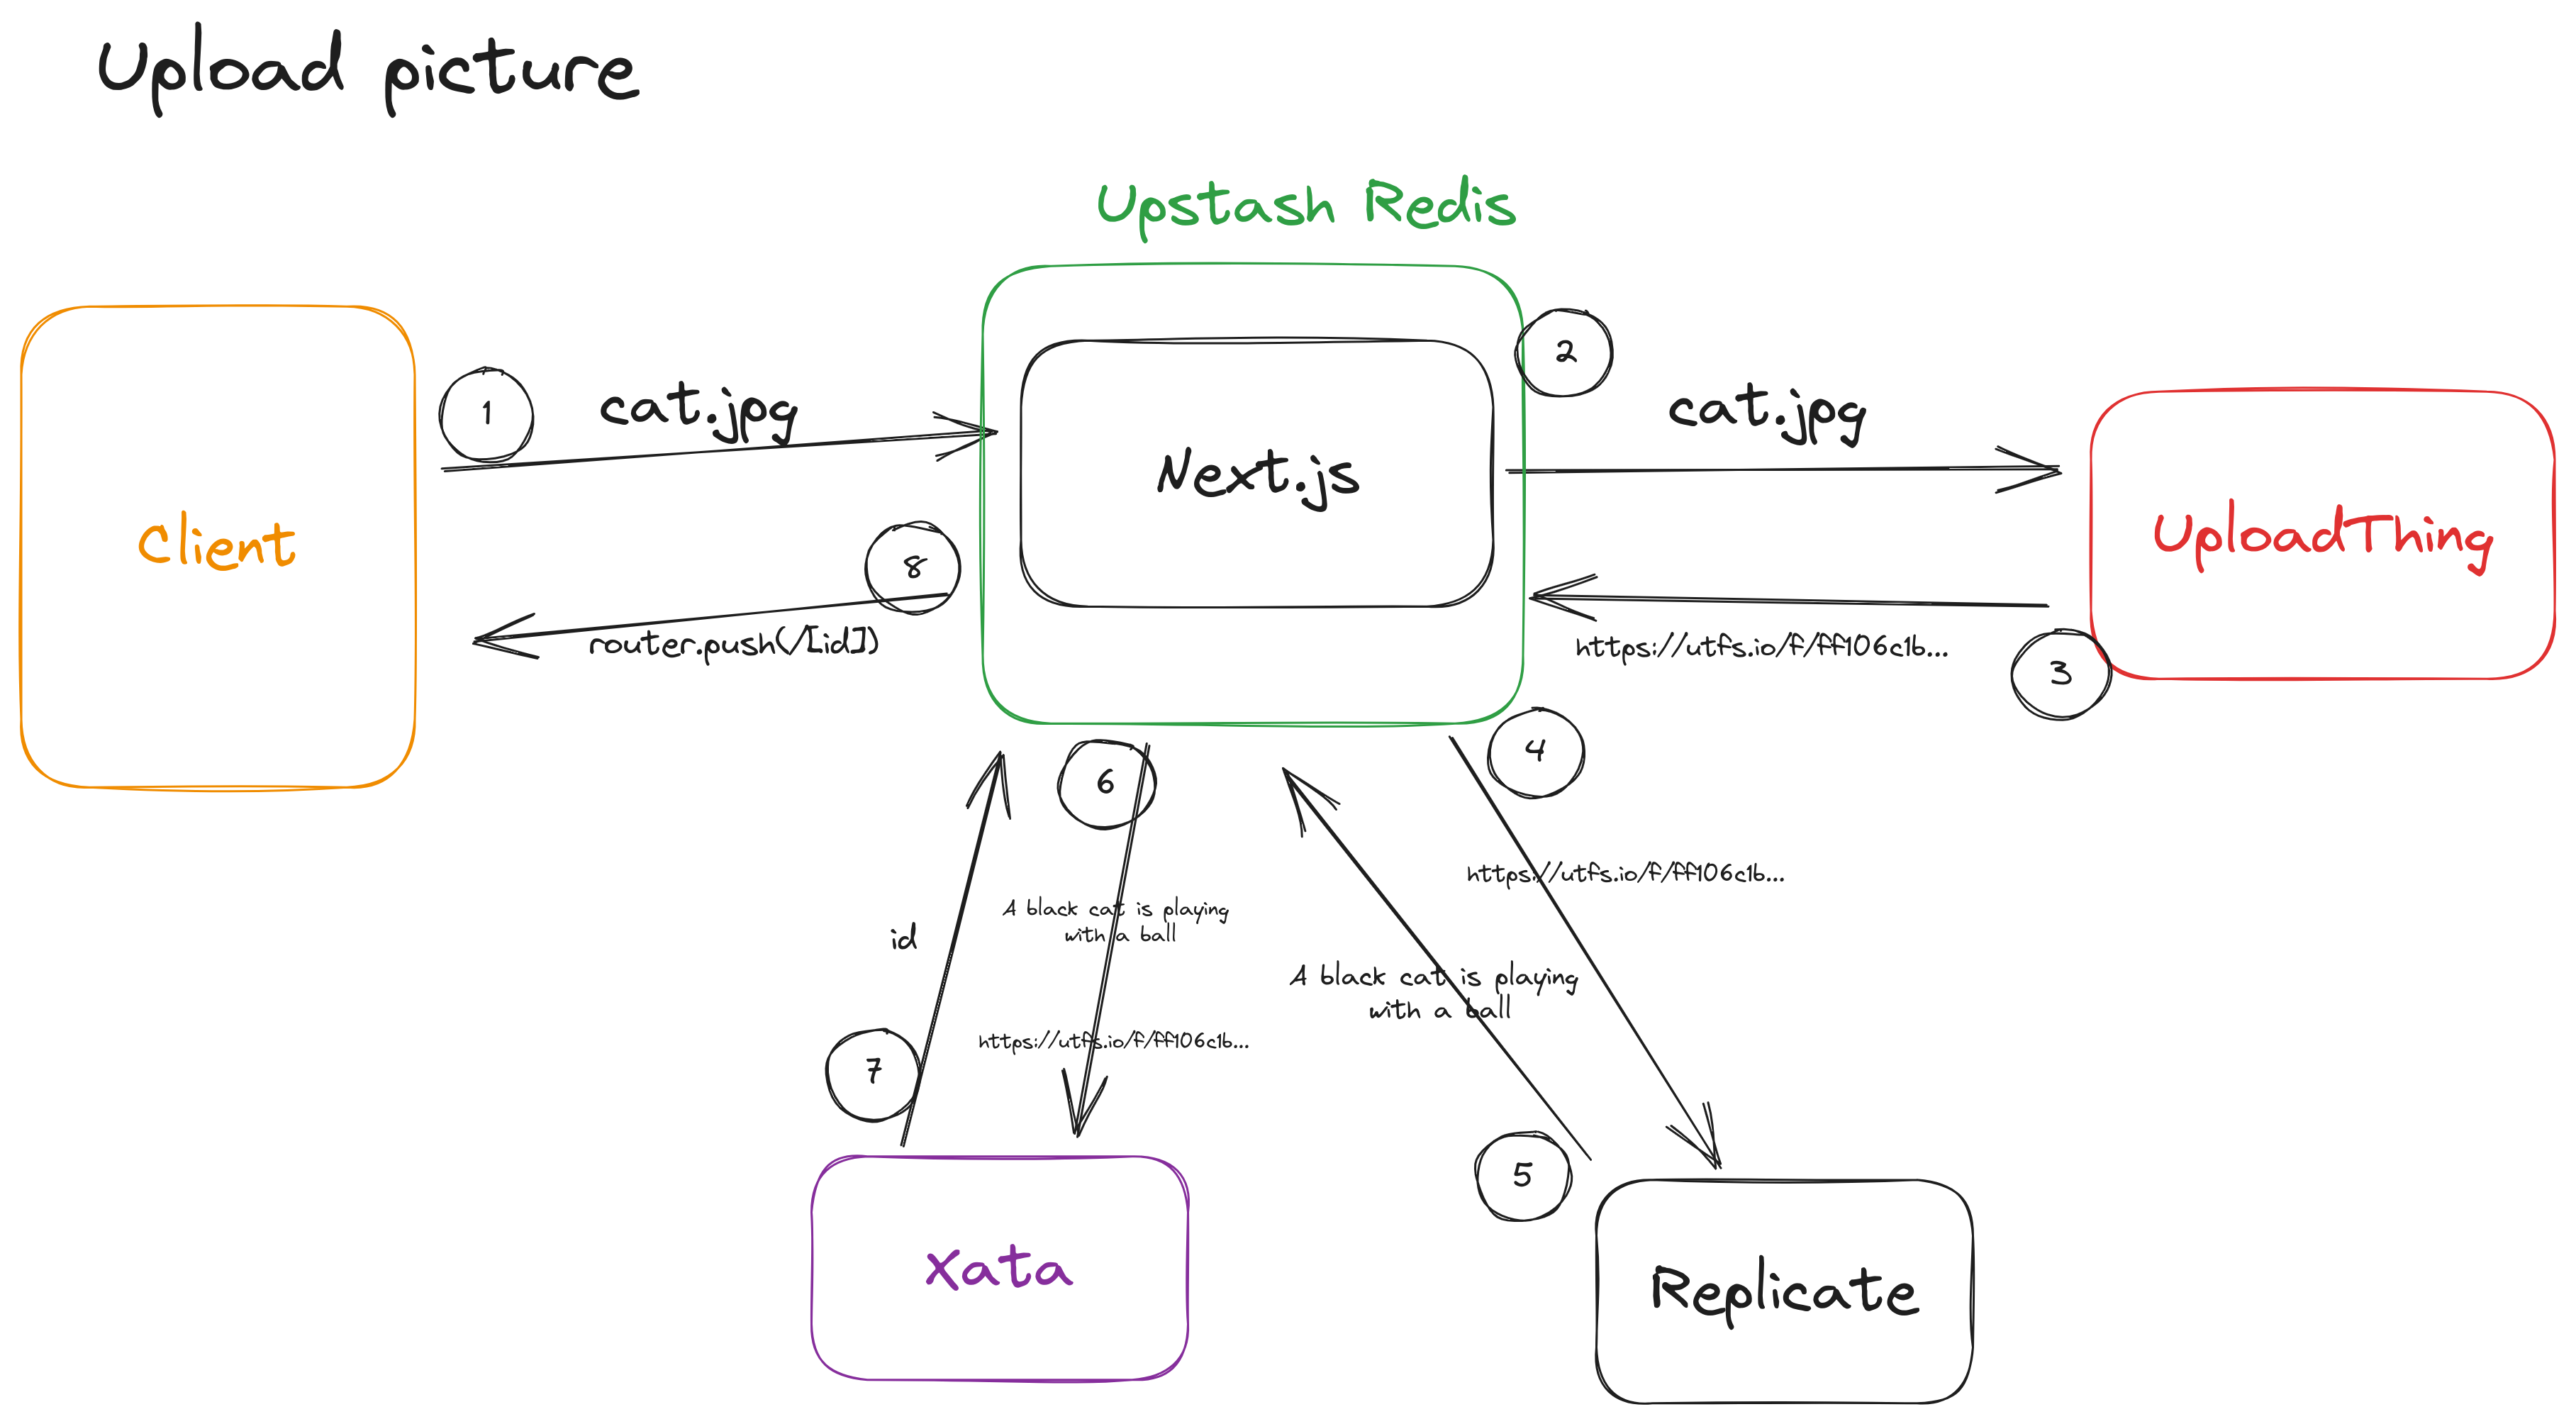 Upload picture
Upstash Redis
1
cat.jpg
2
cat.jpg
Client
Next.js
UploadThing
8
router.push(/[id])
https://utfs.io/f/ff106c1b...
3
6
4
https://utfs.io/f/ff106c1b...
id
A black cat is playing
with a ball
A black cat is playing
with a ball
https://utfs.io/f/ff106c1b...
7
5
Xata
Replicate